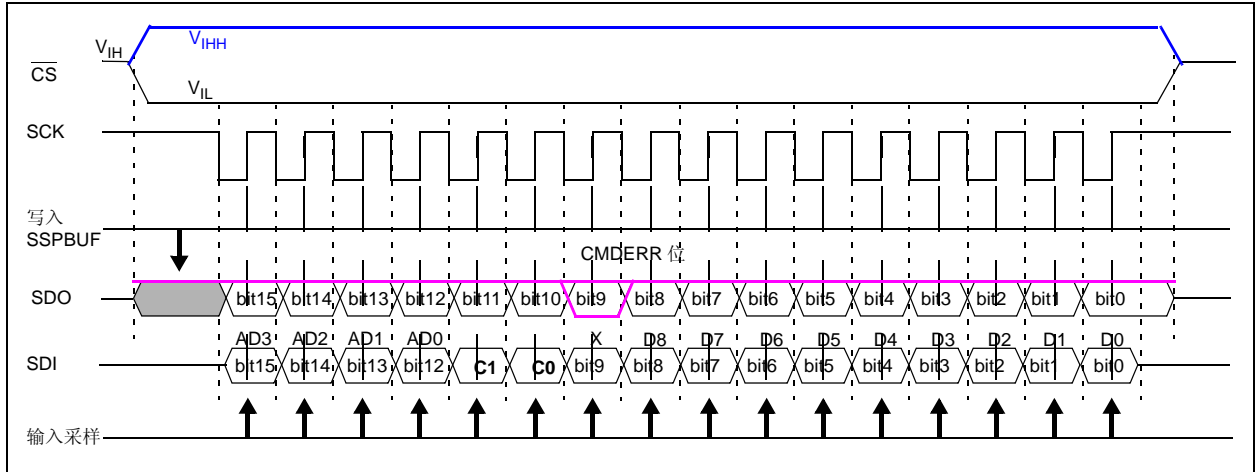 VIH
VIHH
CS
VIL
SCK
写入
SSPBUF
CMDERR 位
SDO
bit15 bit14 bit13 bit12 bit11 bit10 bit9 bit8 bit7 bit6 bit5 bit4 bit3 bit2 bit1 bit0
AD3 AD2 AD1 AD0 X D8 D7 D6 D5 D4 D3 D2 D1 D0
SDI
bit15 bit14 bit13 bit12 C1 C0 bit9 bit8 bit7 bit6 bit5 bit4 bit3 bit2 bit1 bit0
输入采样